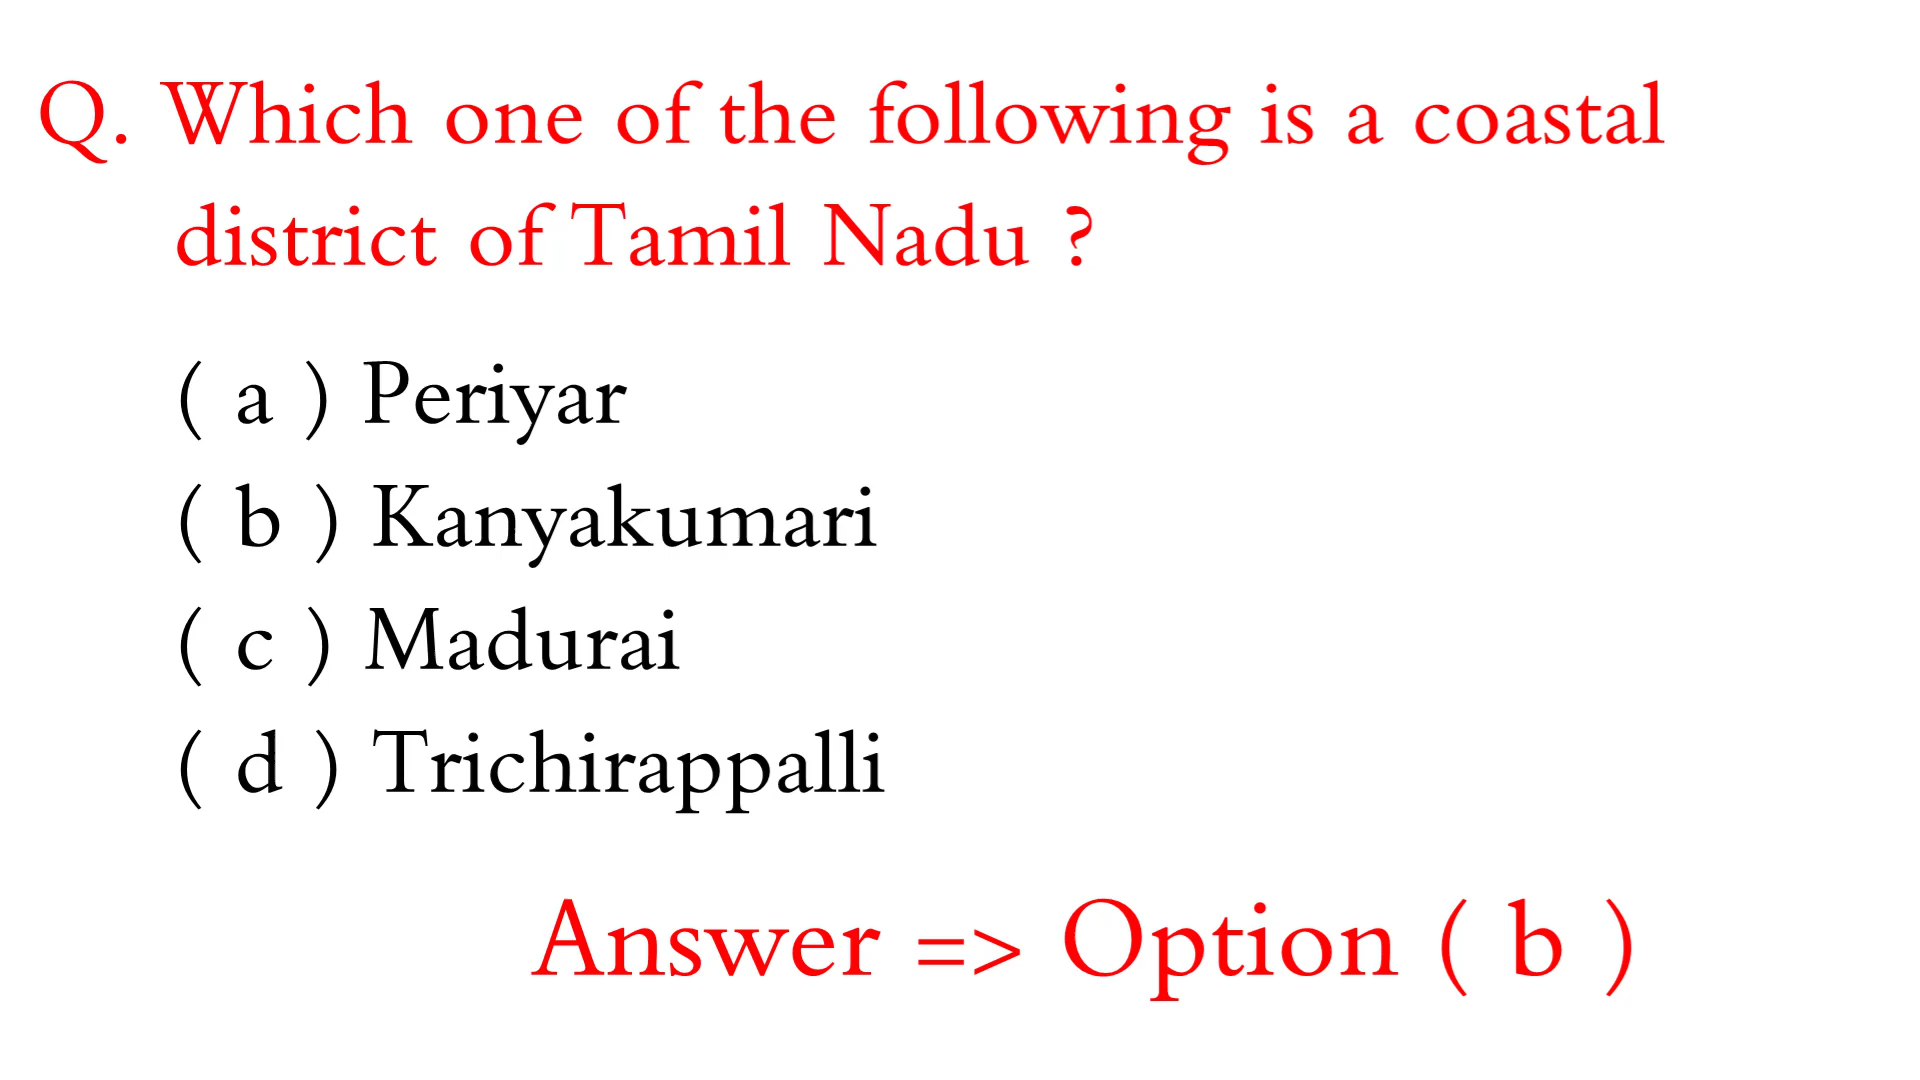 Q. Which one of the following is a coastal
district of Tamil Nadu ?
( a ) Periyar
( b ) Kanyakumari
( c ) Madurai
( d ) Trichirappalli
Answer => Option ( b )